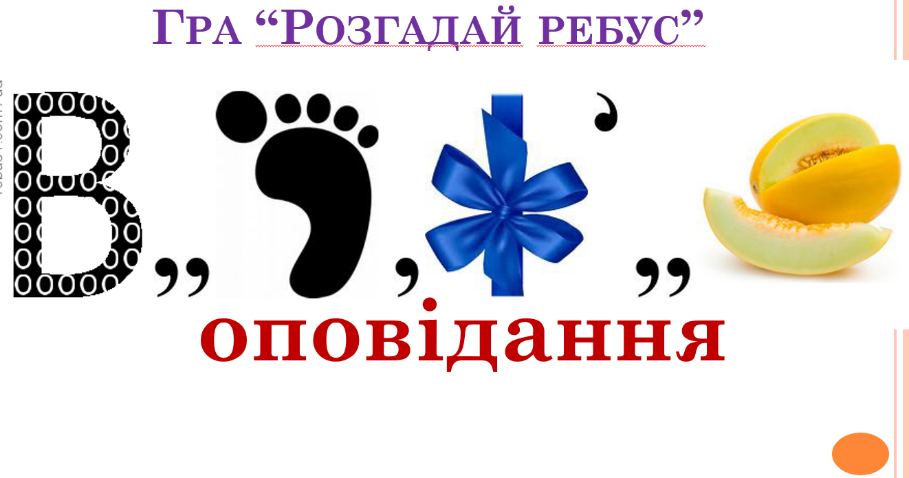 Гра “Розгадай ребус”
В ,, , ’ ,,
оповідання